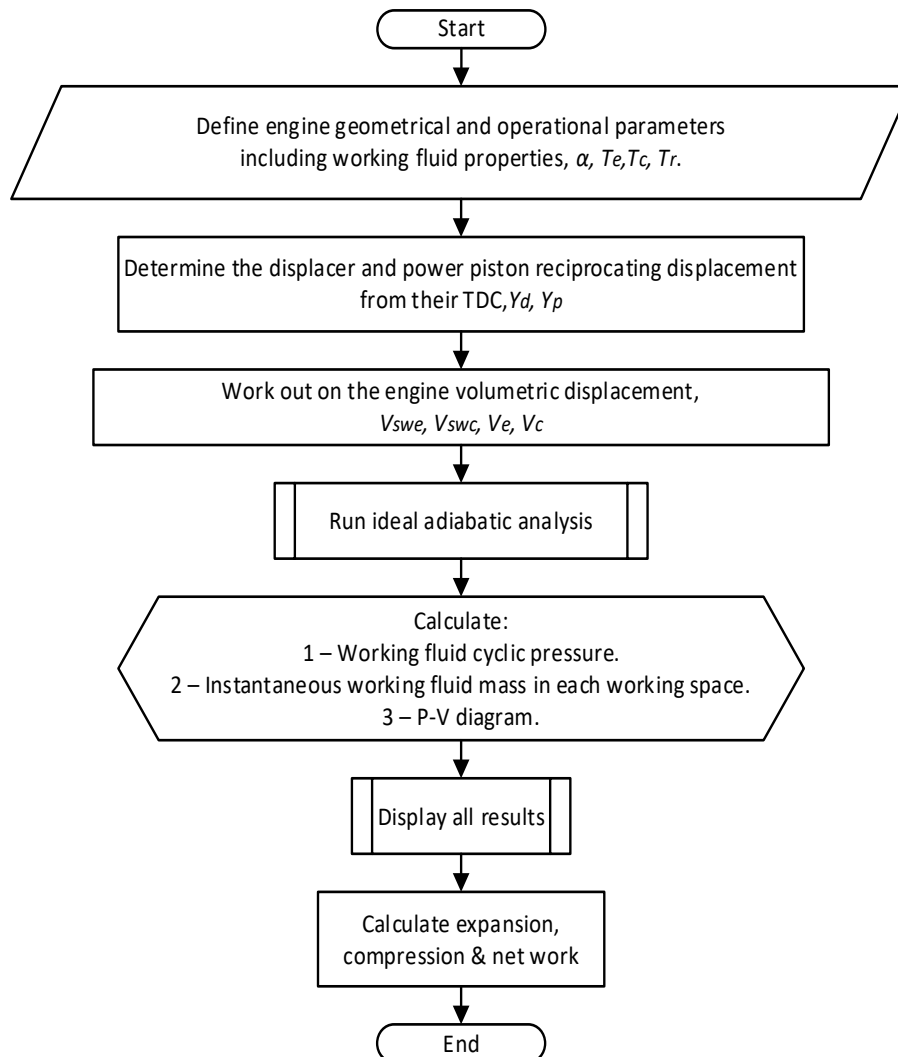 Start
Define engine geometrical and operational parameters
including working fluid properties, α, Te,Tc, Tr.
Determine the displacer and power piston reciprocating displacement
from their TDC,Yd, Yp
Work out on the engine volumetric displacement,
Vswe, Vswc, Ve, Vc
Run ideal adiabatic analysis
Calculate:
1 – Working fluid cyclic pressure.
2 – Instantaneous working fluid mass in each working space.
3 – P-V diagram.
Display all results
Calculate expansion,
compression & net work
End